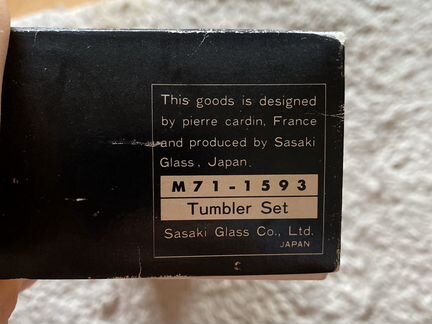 This goods is designed
by pierre cardin, France
and produced by Sasaki
Glass, Japan.
M71-1593
Tumbler Set
Sasaki Glass Co., Ltd.
JAPAN